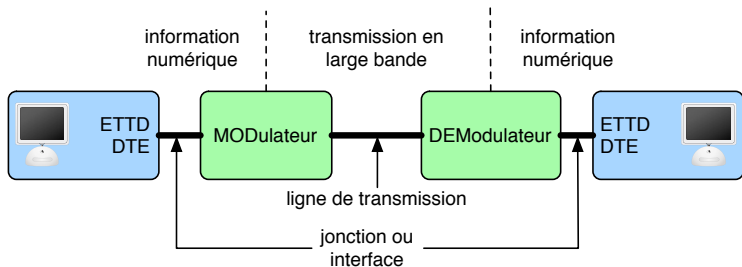 information
numérique
transmission en
large bande
information
numérique
ETTD
DTE
MODulateur
DEModulateur
ETTD
DTE
ligne de transmission
jonction ou
interface